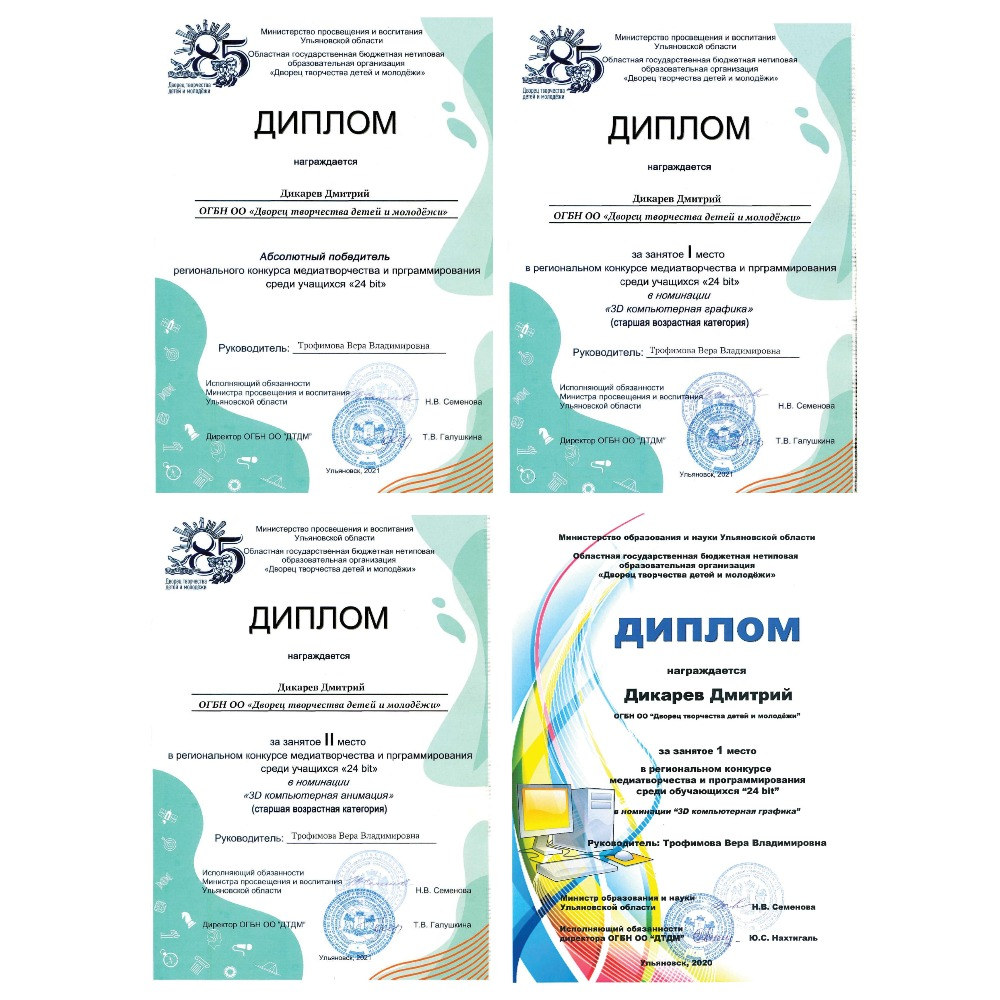 85
Дворец творчества
детей и молодёжи
Министерство просвещения и воспитания
Ульяновской области
Областная государственная бюджетная нетиповая
образовательная организация
«Дворец творчества детей и молодёжи»
ДИПЛОМ
награждается
Дикарев Дмитрий
ОГБН ОО «Дворец творчества детей и молодёжи»
Абсолютный победитель
регионального конкурса медиатворчества и прграммирования
среди учащихся «24 bit»
Руководитель: Трофимова Вера Владимировна
Исполняющий обязанности
Министра просвещения и воспитания
Ульяновской области Н.В. Семенова
Директор ОГБН ОО "ДТДМ" Т.В. Галушкина
Ульяновск, 2021
85
Дворец творчества
детей и молодёжи
Министерство просвещения и воспитания
Ульяновской области
Областная государственная бюджетная нетиповая
образовательная организация
«Дворец творчества детей и молодёжи»
ДИПЛОМ
награждается
Дикарев Дмитрий
ОГБН ОО «Дворец творчества детей и молодёжи»
за занятое I место
в региональном конкурсе медиатворчества и прграммирования
среди учащихся «24 bit»
в номинации
«3D компьютерная графика»
(старшая возрастная категория)
Руководитель: Трофимова Вера Владимировна
Исполняющий обязанности
Министра просвещения и воспитания
Ульяновской области Н.В. Семенова
Директор ОГБН ОО "ДТДМ" Т.В. Галушкина
Ульяновск, 2021
85
Дворец творчества
детей и молодёжи
Министерство просвещения и воспитания
Ульяновской области
Областная государственная бюджетная нетиповая
образовательная организация
«Дворец творчества детей и молодёжи»
ДИПЛОМ
награждается
Дикарев Дмитрий
ОГБН ОО «Дворец творчества детей и молодёжи»
за занятое II место
в региональном конкурсе медиатворчества и прграммирования
среди учащихся «24 bit»
в номинации
«3D компьютерная анимация»
(старшая возрастная категория)
Руководитель: Трофимова Вера Владимировна
Исполняющий обязанности
Министра просвещения и воспитания
Ульяновской области Н.В. Семенова
Директор ОГБН ОО "ДТДМ" Т.В. Галушкина
Ульяновск, 2021
Министерство образования и науки Ульяновской области
Областная государственная бюджетная нетиповая
образовательная организация
«Дворец творчества детей и молодёжи»
ДИПЛОМ
награждается
Дикарев Дмитрий
ОГБН ОО "Дворец творчества детей и молодёжи"
за занятое 1 место
в региональном конкурсе
медиатворчества и программирования
среди обучающихся "24 bit"
в номинации "3D компьютерная графика"
Руководитель: Трофимова Вера Владимировна
Министр образования и науки
Ульяновской области Н.В. Семенова
Исполняющий обязанности
директора ОГБН ОО "ДТДМ" Ю.С. Нахтигаль
Ульяновск, 2020